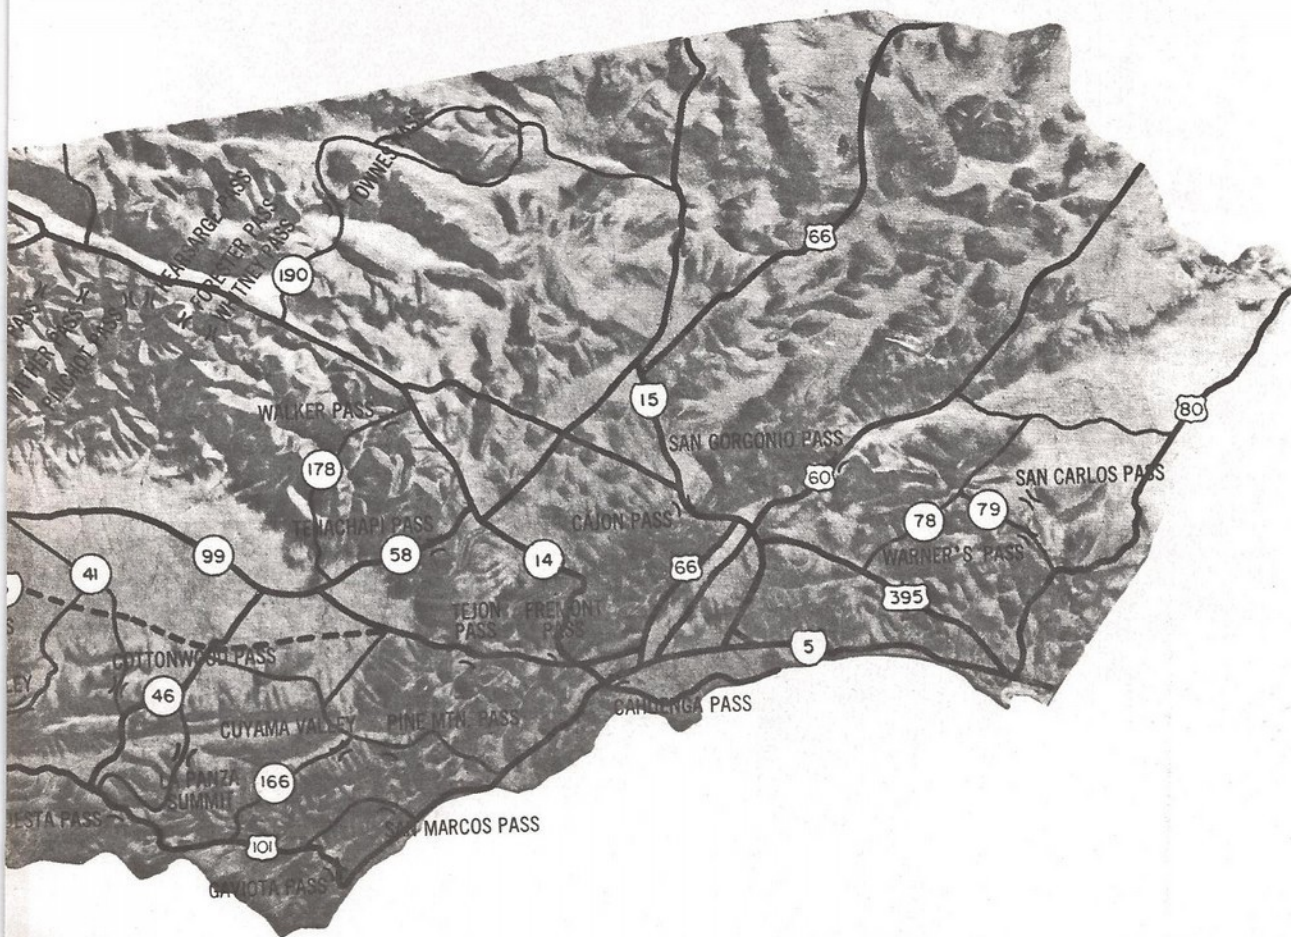 TOWNES PASS
KEARSARGE PASS
FORESTER PASS
WHITNEY PASS
190
66
PASS
MATHER PASS
PINCHOT PASS
WALKER PASS
15
80
SAN GORGONIO PASS
178
60
SAN CARLOS PASS
TEHACHAPI PASS
CAJON PASS
78
79
99
58
14
66
WARNER'S PASS
41
395
TEJON
PASS
FREMONT
PASS
5
COTTONWOOD PASS
46
CAHUENGA PASS
CUYAMA VALLEY
PINE MTN. PASS
LA PANZA
SUMMIT
166
SAN MARCOS PASS
101
GAVIOTA PASS